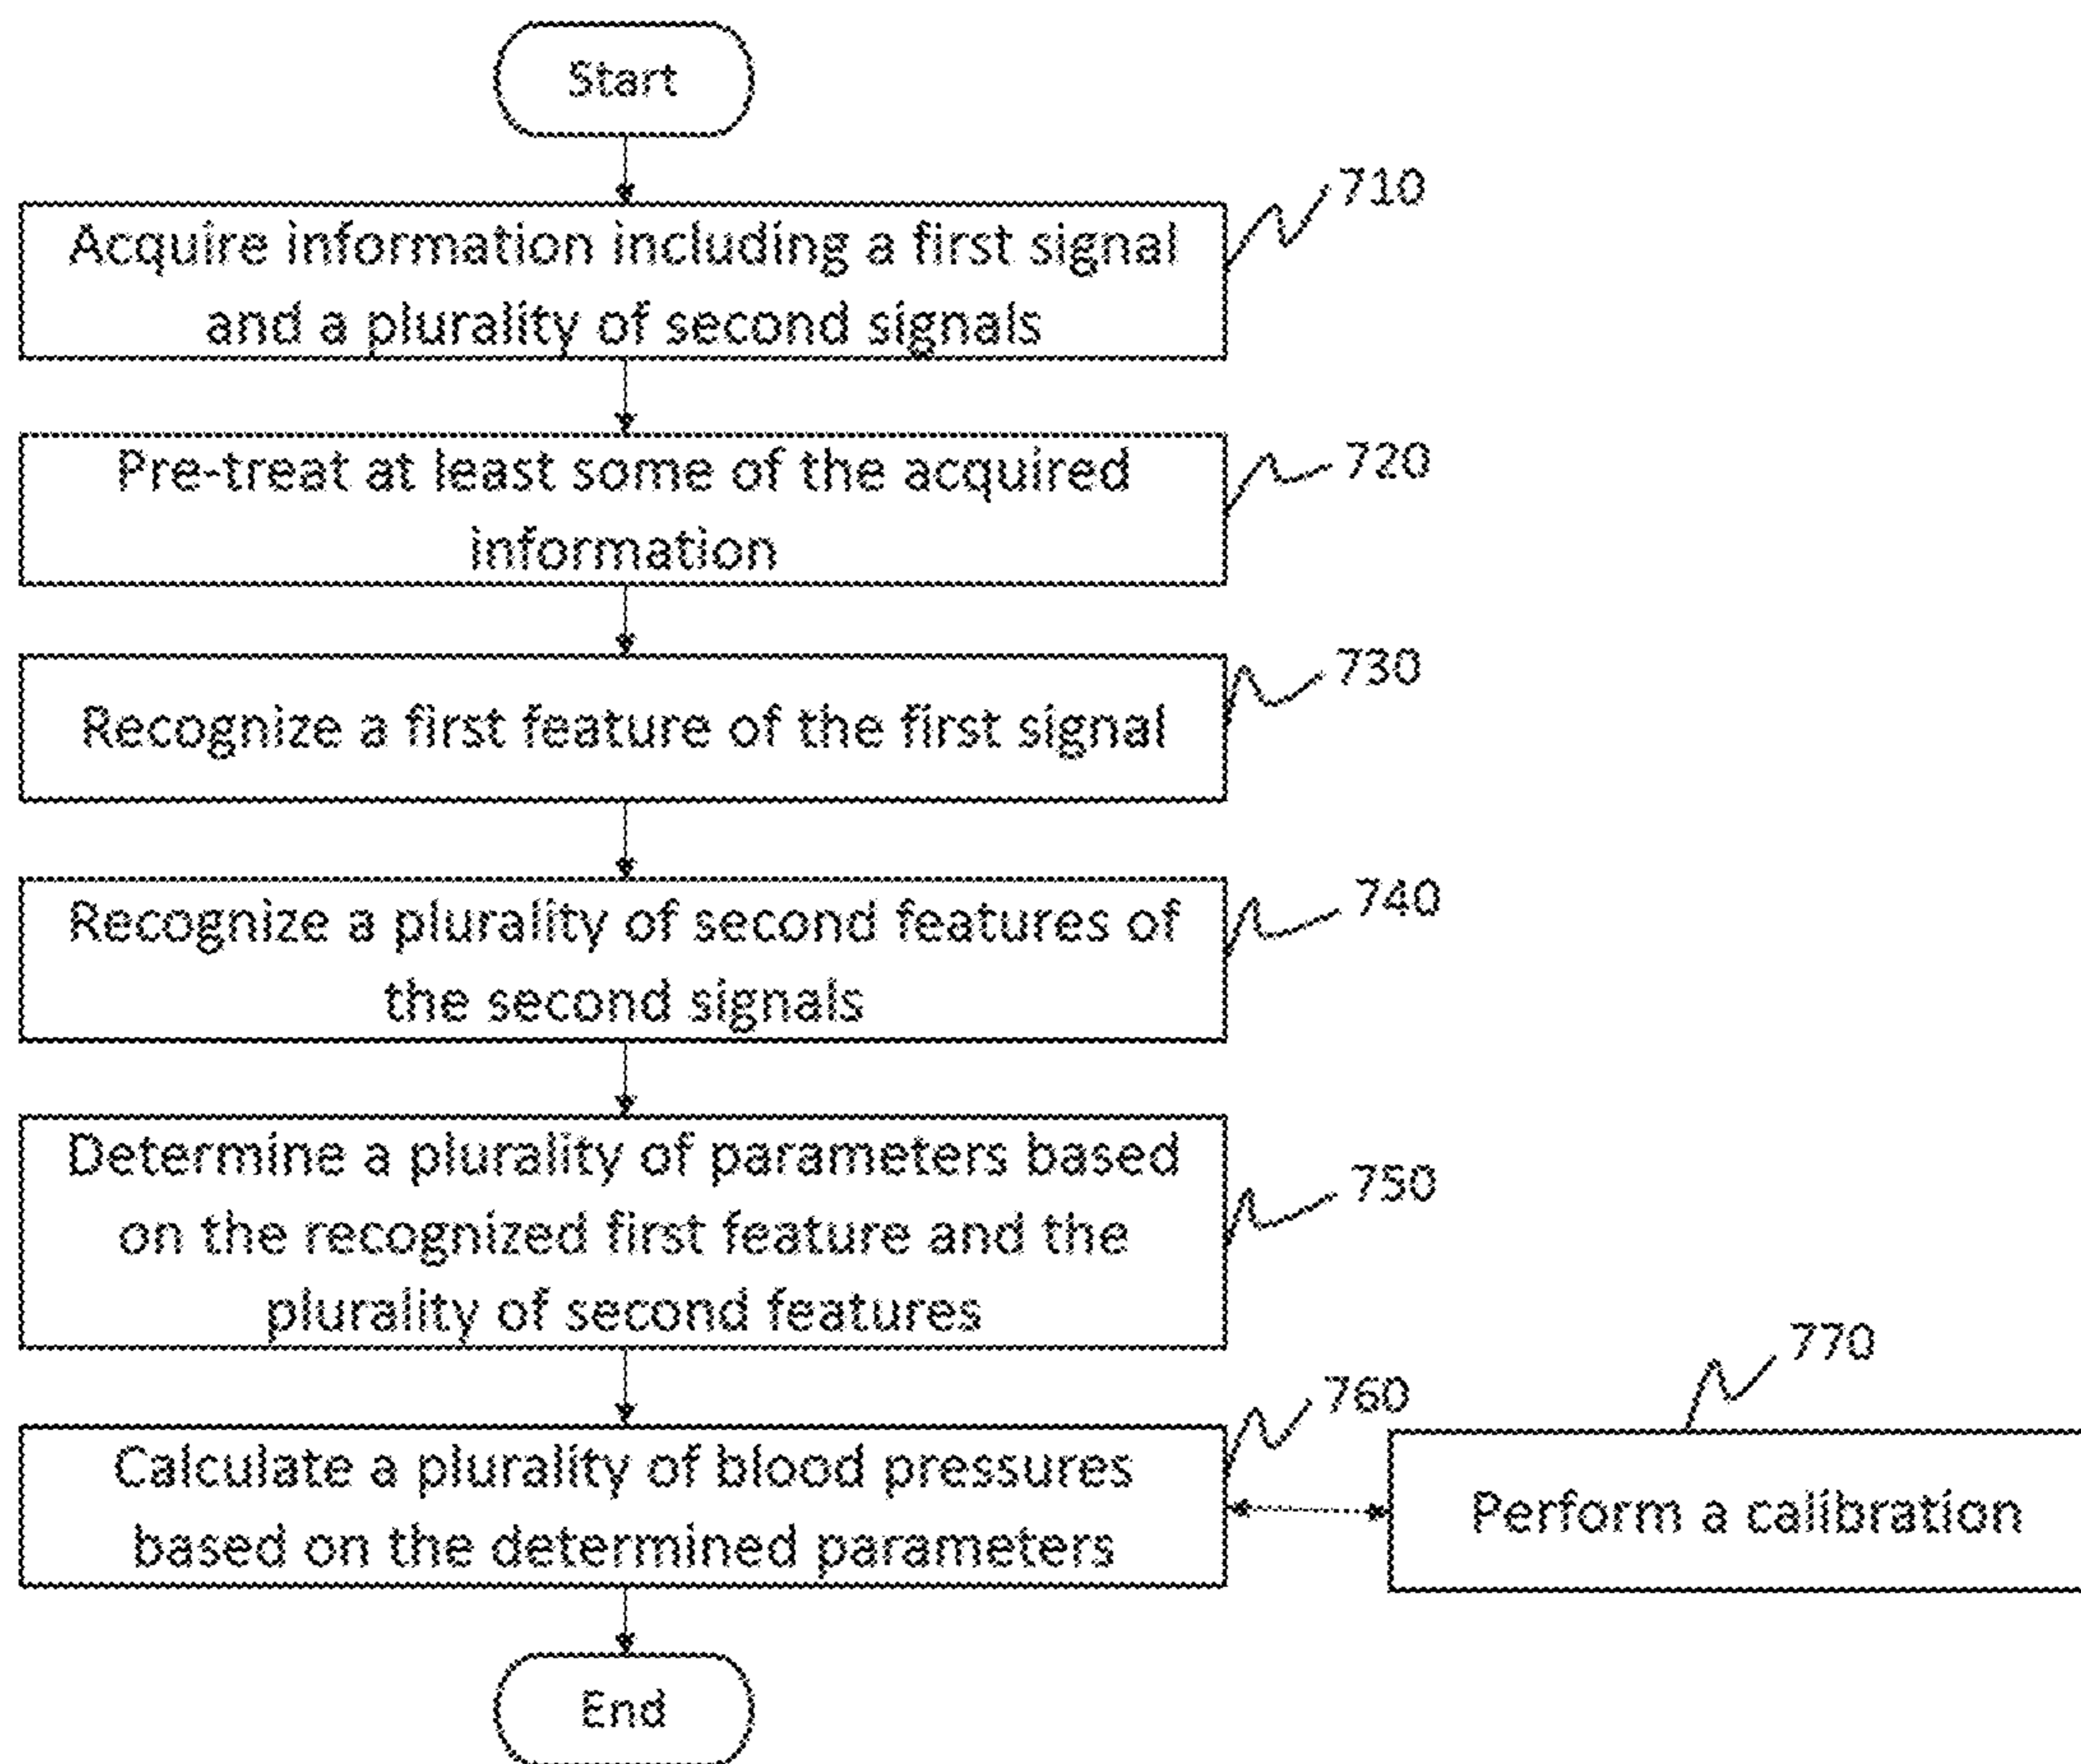 Start
710
Acquire information including a first signal
and a plurality of second signals
720
Pre-treat at least some of the acquired
information
730
Recognize a first feature of the first signal
740
Recognize a plurality of second features of
the second signals
750
Determine a plurality of parameters based
on the recognized first feature and the
plurality of second features
760
Calculate a plurality of blood pressures
based on the determined parameters
770
Perform a calibration
End